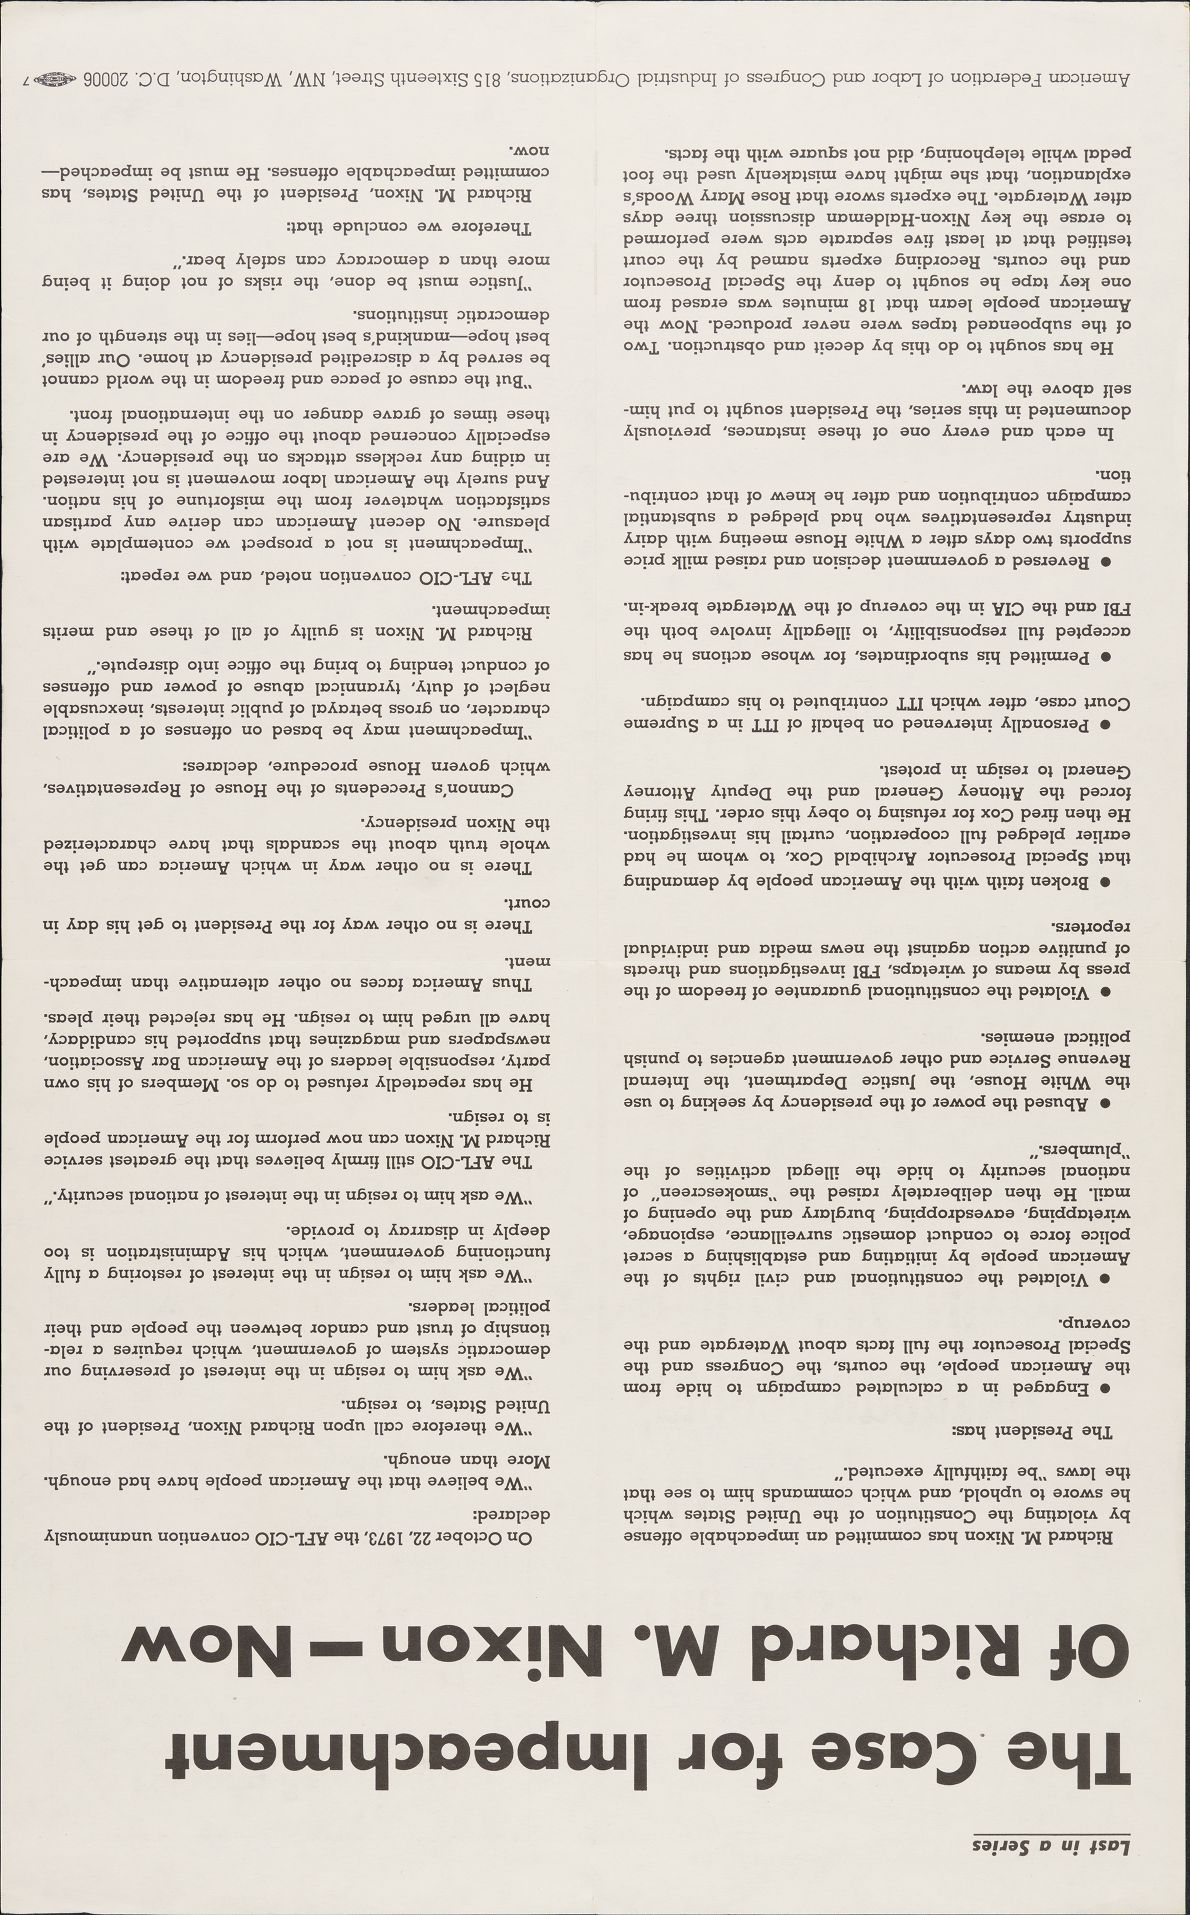 Last in a Series
The Case for Impeachment
Of Richard M. Nixon — Now
Richard M. Nixon has committed an impeachable offense
by violating the Constitution of the United States which
he swore to uphold, and which commands him to see that
the laws "be faithfully executed."
The President has:
● Engaged in a calculated campaign to hide from
the American people, the courts, the Congress and the
Special Prosecutor the full facts about Watergate and the
coverup.
● Violated the constitutional and civil rights of the
American people by initiating and establishing a secret
police force to conduct domestic surveillance, espionage,
wiretapping, eavesdropping, burglary and the opening of
mail. He then deliberately raised the "smokescreen" of
national security to hide the illegal activities of the
"plumbers."
● Abused the power of the presidency by seeking to use
the White House, the Justice Department, the Internal
Revenue Service and other government agencies to punish
political enemies.
● Violated the constitutional guarantee of freedom of the
press by means of wiretaps, FBI investigations and threats
of punitive action against the news media and individual
reporters.
● Broken faith with the American people by demanding
that Special Prosecutor Archibald Cox, to whom he had
earlier pledged full cooperation, curtail his investigation.
He then fired Cox for refusing to obey this order. This firing
forced the Attoney General and the Deputy Attorney
General to resign in protest.
● Personally intervened on behalf of ITT in a Supreme
Court case, after which ITT contributed to his campaign.
● Permitted his subordinates, for whose actions he has
accepted full responsibility, to illegally involve both the
FBI and the CIA in the coverup of the Watergate break-in.
● Reversed a government decision and raised milk price
supports two days after a White House meeting with dairy
industry representatives who had pledged a substantial
campaign contribution and after he knew of that contribu-
tion.
In each and every one of these instances, previously
documented in this series, the President sought to put him-
self above the law.
He has sought to do this by deceit and obstruction. Two
of the subpoenaed tapes were never produced. Now the
American people learn that 18 minutes was erased from
one key tape he sought to deny the Special Prosecutor
and the courts. Recording experts named by the court
testified that at least five separate acts were performed
to erase the key Nixon-Haldeman discussion three days
after Watergate. The experts swore that Rose Mary Woods's
explanation, that she might have mistakenly used the foot
pedal while telephoning, did not square with the facts.
On October 22, 1973, the AFL-CIO convention unanimously
declared:
"We believe that the American people have had enough.
More than enough.
"We therefore call upon Richard Nixon, President of the
United States, to resign.
"We ask him to resign in the interest of preserving our
democratic system of government, which requires a rela-
tionship of trust and candor between the people and their
political leaders.
"We ask him to resign in the interest of restoring a fully
functioning government, which his Administration is too
deeply in disarray to provide.
"We ask him to resign in the interest of national security."
The AFL-CIO still firmly believes that the greatest service
Richard M. Nixon can now perform for the American people
is to resign.
He has repeatedly refused to do so. Members of his own
party, responsible leaders of the American Bar Association,
newspapers and magazines that supported his candidacy,
have all urged him to resign. He has rejected their pleas.
Thus America faces no other alternative than impeach-
ment.
There is no other way for the President to get his day in
court.
There is no other way in which America can get the
whole truth about the scandals that have characterized
the Nixon presidency.
Cannon's Precedents of the House of Representatives,
which govern House procedure, declares:
"Impeachment may be based on offenses of a political
character, on gross betrayal of public interests, inexcusable
neglect of duty, tyrannical abuse of power and offenses
of conduct tending to bring the office into disrepute."
Richard M. Nixon is guilty of all of these and merits
impeachment.
The AFL-CIO convention noted, and we repeat:
"Impeachment is not a prospect we contemplate with
pleasure. No decent American can derive any partisan
satisfaction whatever from the misfortune of his nation.
And surely the American labor movement is not interested
in aiding any reckless attacks on the presidency. We are
especially concerned about the office of the presidency in
these times of grave danger on the international front.
"But the cause of peace and freedom in the world cannot
be served by a discredited presidency at home. Our allies'
best hope—mankind's best hope—lies in the strength of our
democratic institutions.
"Justice must be done, the risks of not doing it being
more than a democracy can safely bear."
Therefore we conclude that:
Richard M. Nixon, President of the United States, has
committed impeachable offenses. He must be impeached—
now.
American Federation of Labor and Congress of Industrial Organizations, 815 Sixteenth Street, NW, Washington, D.C. 20006 7